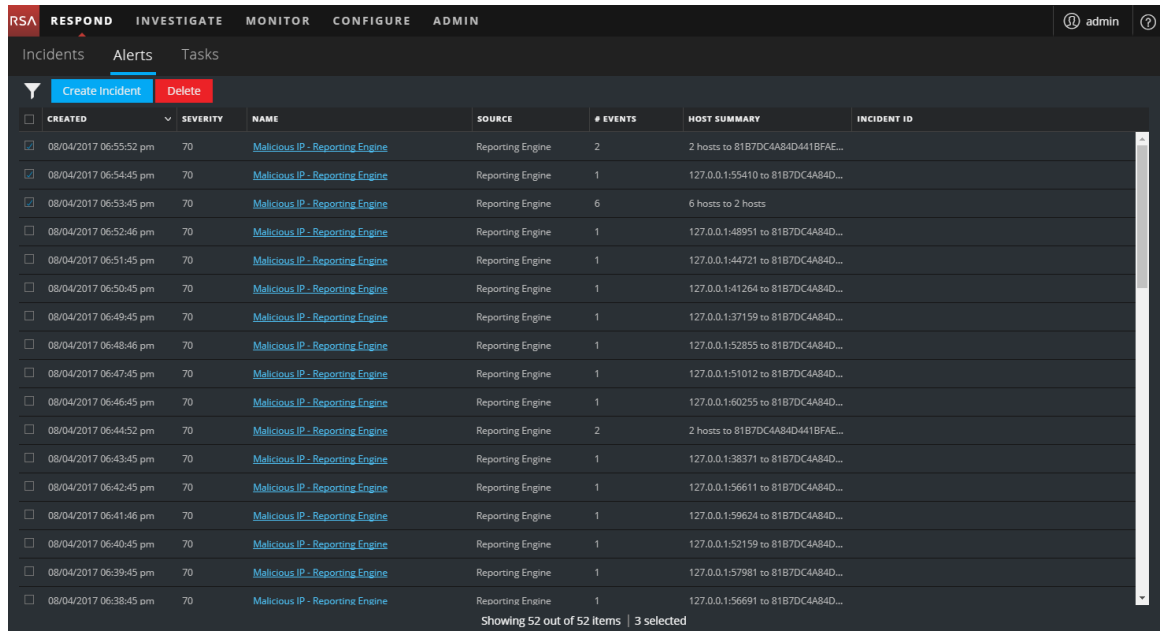 RSA RESPOND INVESTIGATE MONITOR CONFIGURE ADMIN admin ?
Incidents Alerts Tasks
Create Incident Delete
CREATED SEVERITY NAME SOURCE # EVENTS HOST SUMMARY INCIDENT ID
08/04/2017 06:55:52 pm 70 Malicious IP - Reporting Engine Reporting Engine 2 2 hosts to 81B7DC4A84D441BFAE...
08/04/2017 06:54:45 pm 70 Malicious IP - Reporting Engine Reporting Engine 1 127.0.0.1:55410 to 81B7DC4A84D...
08/04/2017 06:53:45 pm 70 Malicious IP - Reporting Engine Reporting Engine 6 6 hosts to 2 hosts
08/04/2017 06:52:46 pm 70 Malicious IP - Reporting Engine Reporting Engine 1 127.0.0.1:48951 to 81B7DC4A84D...
08/04/2017 06:51:45 pm 70 Malicious IP - Reporting Engine Reporting Engine 1 127.0.0.1:44721 to 81B7DC4A84D...
08/04/2017 06:50:45 pm 70 Malicious IP - Reporting Engine Reporting Engine 1 127.0.0.1:41264 to 81B7DC4A84D...
08/04/2017 06:49:45 pm 70 Malicious IP - Reporting Engine Reporting Engine 1 127.0.0.1:37159 to 81B7DC4A84D...
08/04/2017 06:48:46 pm 70 Malicious IP - Reporting Engine Reporting Engine 1 127.0.0.1:52855 to 81B7DC4A84D...
08/04/2017 06:47:45 pm 70 Malicious IP - Reporting Engine Reporting Engine 1 127.0.0.1:51012 to 81B7DC4A84D...
08/04/2017 06:46:45 pm 70 Malicious IP - Reporting Engine Reporting Engine 1 127.0.0.1:60255 to 81B7DC4A84D...
08/04/2017 06:44:52 pm 70 Malicious IP - Reporting Engine Reporting Engine 2 2 hosts to 81B7DC4A84D441BFAE...
08/04/2017 06:43:45 pm 70 Malicious IP - Reporting Engine Reporting Engine 1 127.0.0.1:38371 to 81B7DC4A84D...
08/04/2017 06:42:45 pm 70 Malicious IP - Reporting Engine Reporting Engine 1 127.0.0.1:56611 to 81B7DC4A84D...
08/04/2017 06:41:46 pm 70 Malicious IP - Reporting Engine Reporting Engine 1 127.0.0.1:59624 to 81B7DC4A84D...
08/04/2017 06:40:45 pm 70 Malicious IP - Reporting Engine Reporting Engine 1 127.0.0.1:52159 to 81B7DC4A84D...
08/04/2017 06:39:45 pm 70 Malicious IP - Reporting Engine Reporting Engine 1 127.0.0.1:57981 to 81B7DC4A84D...
08/04/2017 06:38:45 pm 70 Malicious IP - Reporting Engine Reporting Engine 1 127.0.0.1:56691 to 81B7DC4A84D...
Showing 52 out of 52 items | 3 selected